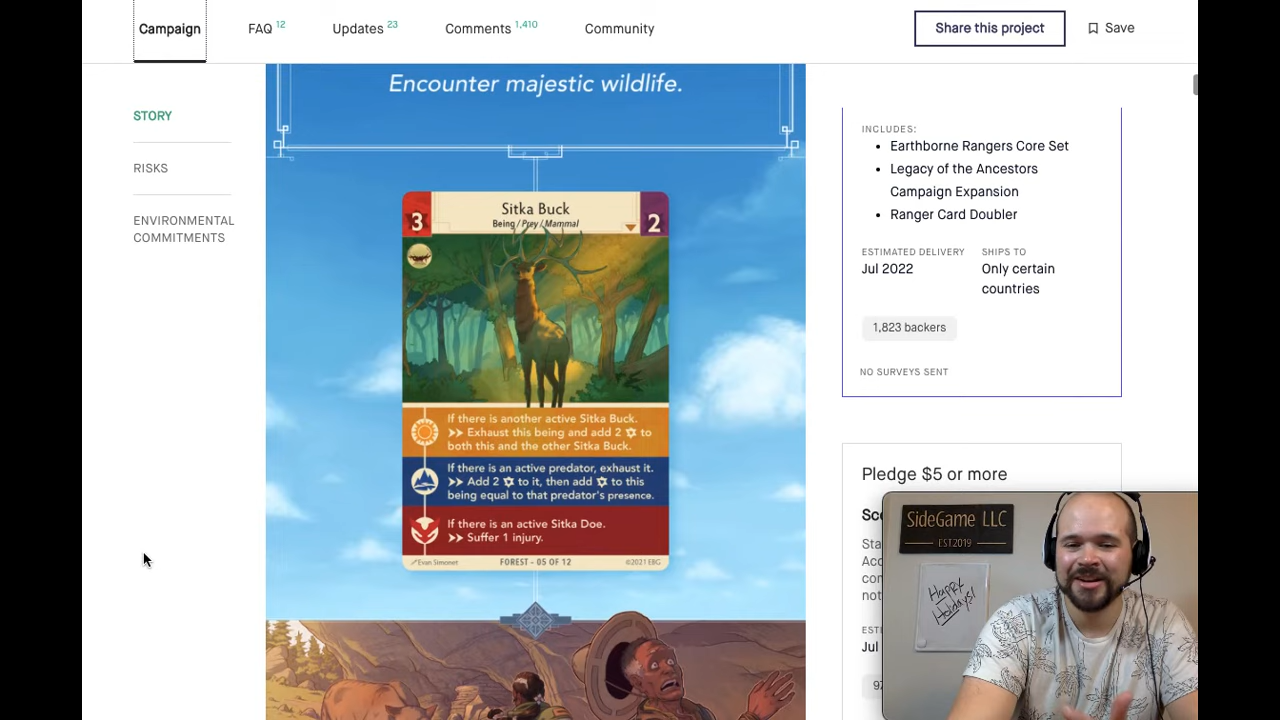 Campaign
FAQ 12
Updates 23
Comments 1,410
Community
Share this project
Save
STORY
RISKS
ENVIRONMENTAL
COMMITMENTS
Encounter majestic wildlife.
3
Sitka Buck
Being / Prey / Mammal
2
If there is another active Sitka Buck.
Exhaust this being and add 2 to
both this and the other Sitka Buck.
If there is an active predator, exhaust it.
Add 2 to it, then add to this
being equal to that predator's presence.
If there is an active Sitka Doe.
Suffer 1 injury.
Evan Simonet
FOREST - 05 OF 12
©2021 EBG
INCLUDES:
• Earthborne Rangers Core Set
• Legacy of the Ancestors
Campaign Expansion
• Ranger Card Doubler
ESTIMATED DELIVERY
Jul 2022
SHIPS TO
Only certain
countries
1,823 backers
NO SURVEYS SENT
Pledge $5 or more
SideGame LLC
EST.2019
Happy
Holidays!
Jul